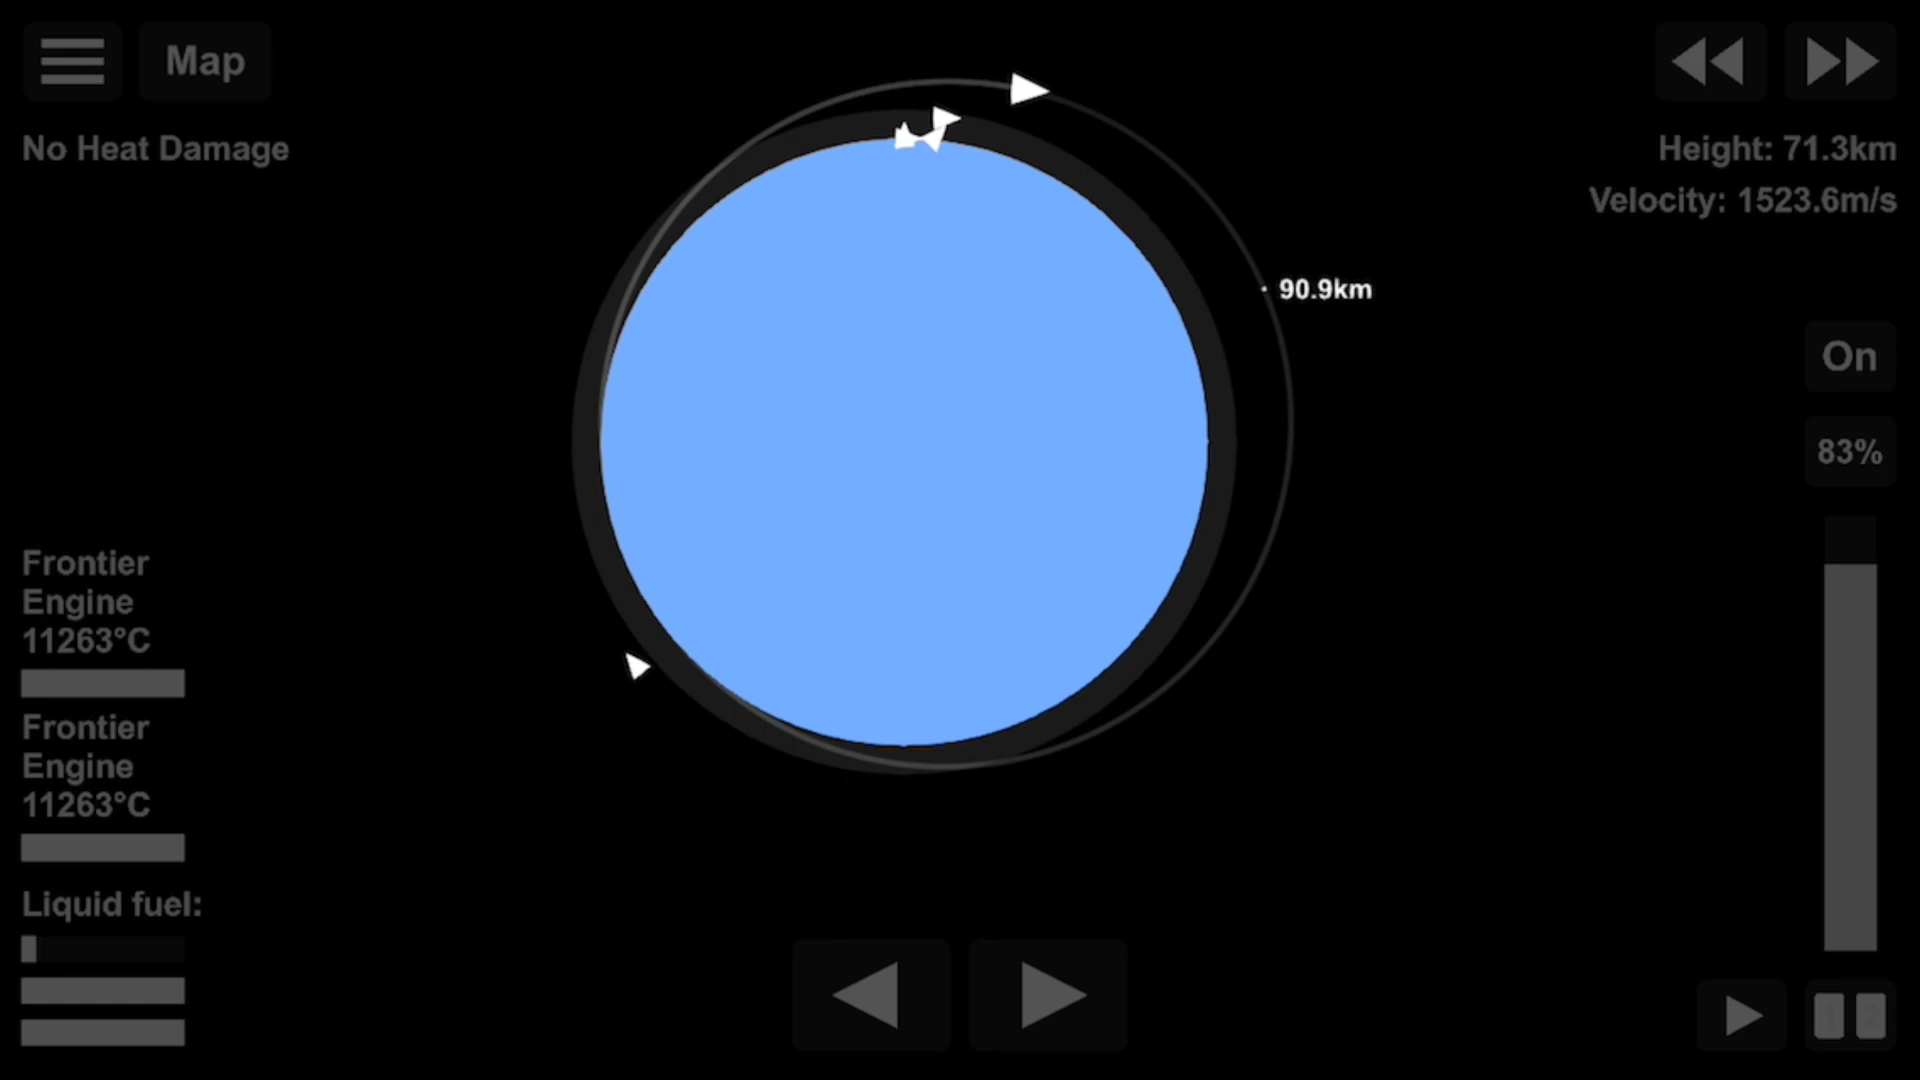 Map
No Heat Damage
Height: 71.3km
Velocity: 1523.6m/s
90.9km
On
83%
Frontier
Engine
11263°C
Frontier
Engine
11263°C
Liquid fuel: